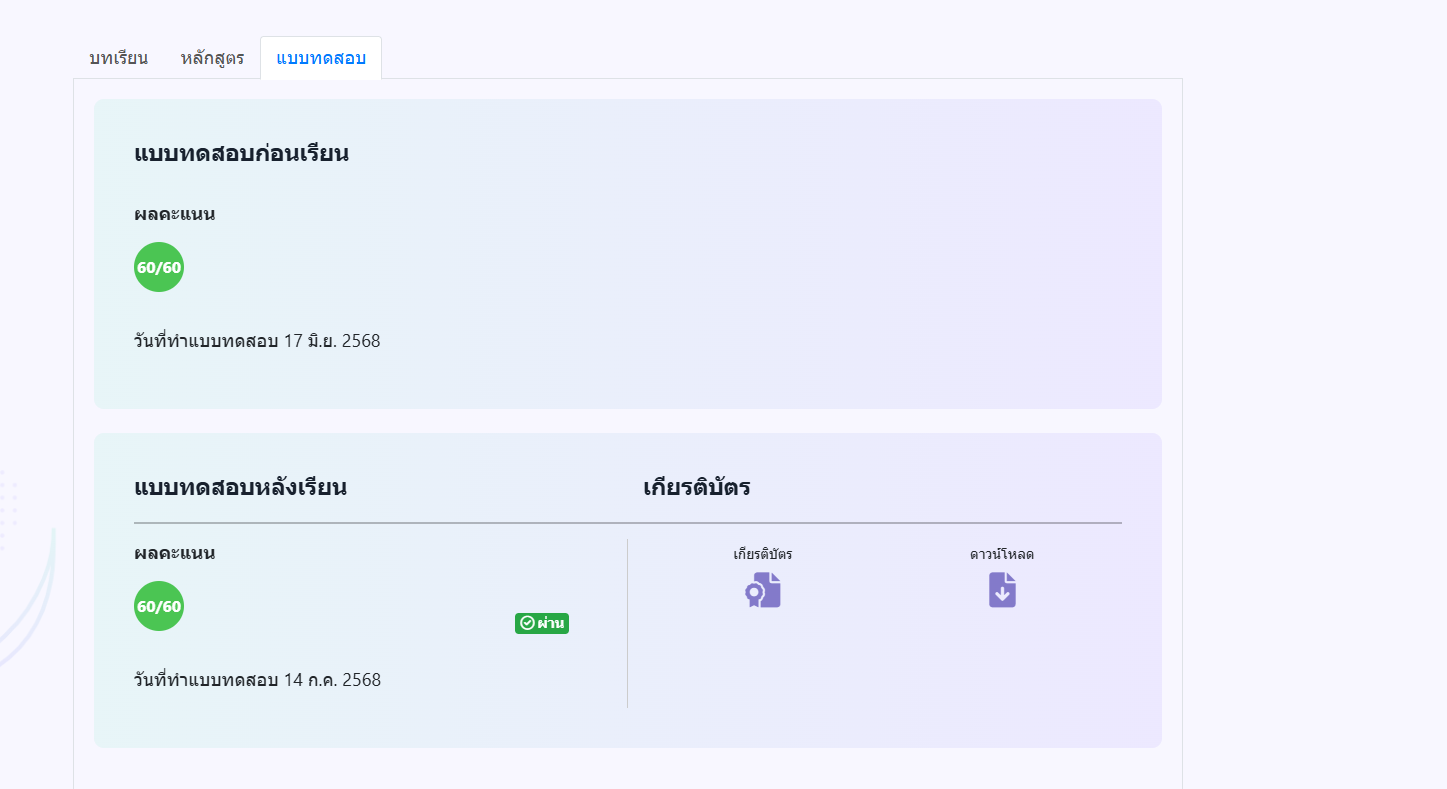 บทเรียน หลักสูตร แบบทดสอบ
แบบทดสอบก่อนเรียน
ผลคะแนน
60/60
วันที่ทำแบบทดสอบ 17 มิ.ย. 2568
แบบทดสอบหลังเรียน เกียรติบัตร
ผลคะแนน เกียรติบัตร ดาวน์โหลด
60/60
ผ่าน
วันที่ทำแบบทดสอบ 14 ก.ค. 2568